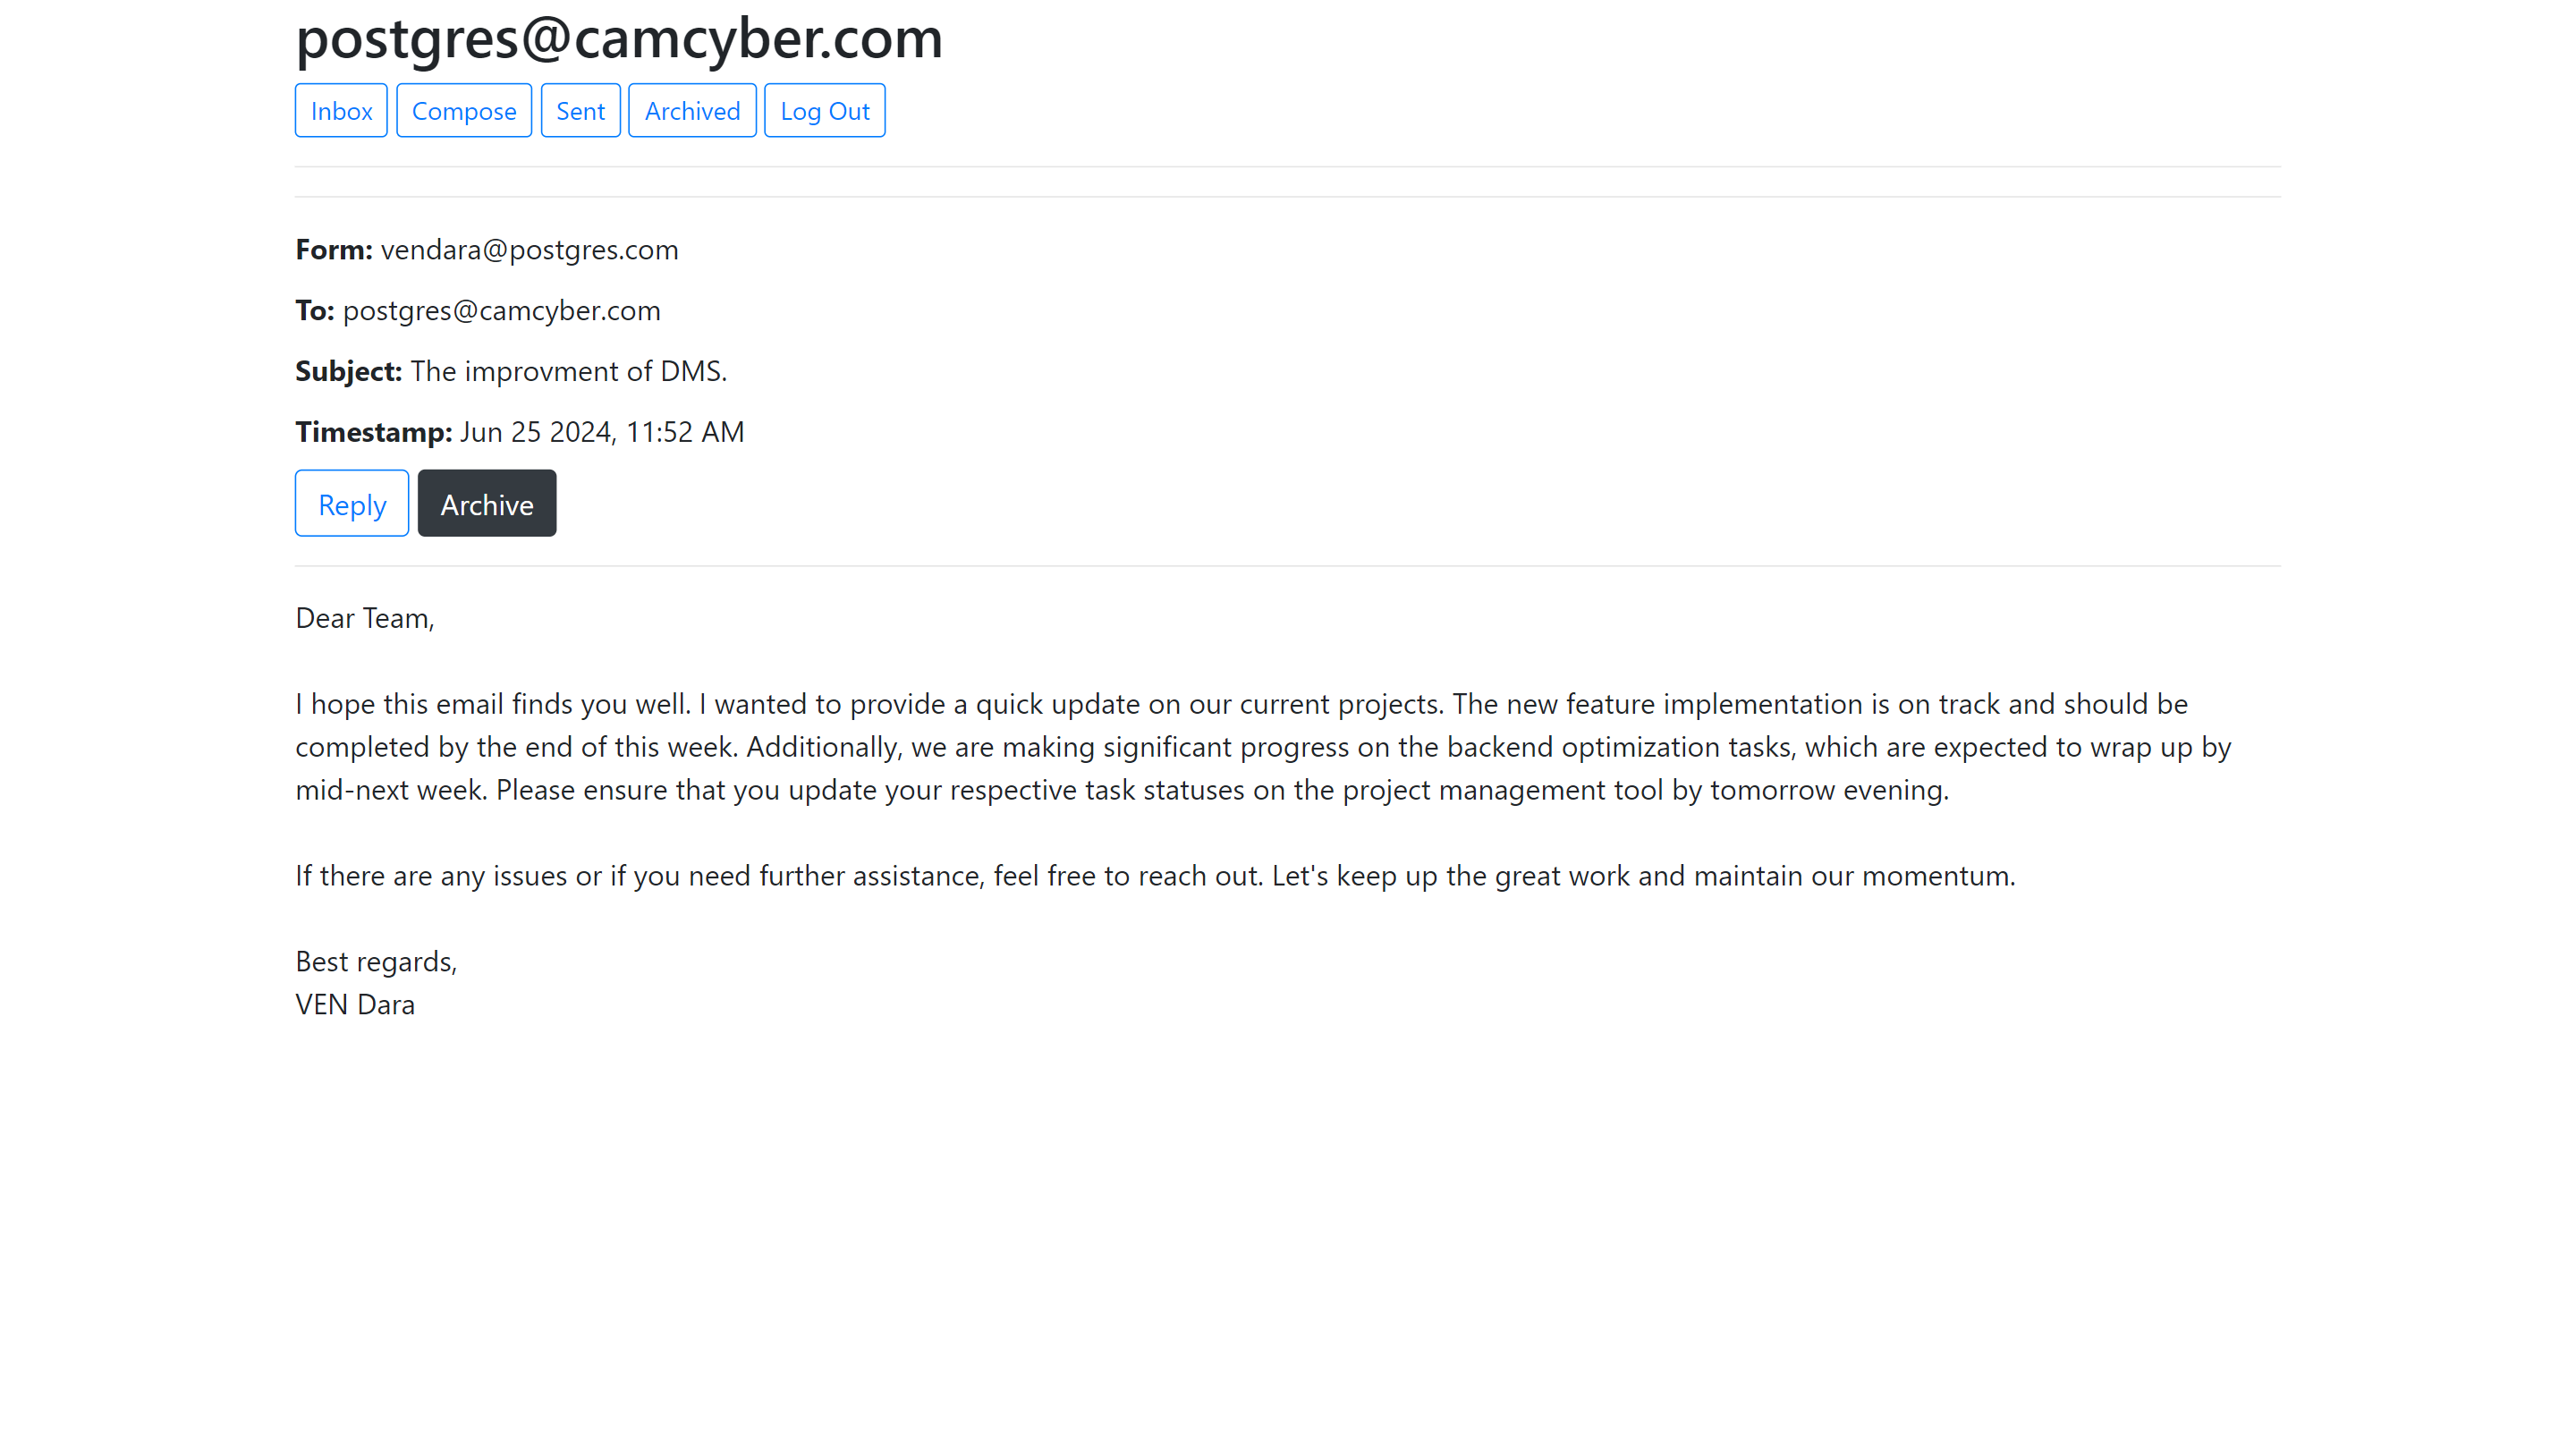 postgres@camcyber.com
Inbox Compose Sent Archived Log Out
Form: vendara@postgres.com
To: postgres@camcyber.com
Subject: The improvment of DMS.
Timestamp: Jun 25 2024, 11:52 AM
Reply Archive
Dear Team,
I hope this email finds you well. I wanted to provide a quick update on our current projects. The new feature implementation is on track and should be
completed by the end of this week. Additionally, we are making significant progress on the backend optimization tasks, which are expected to wrap up by
mid-next week. Please ensure that you update your respective task statuses on the project management tool by tomorrow evening.
If there are any issues or if you need further assistance, feel free to reach out. Let's keep up the great work and maintain our momentum.
Best regards,
VEN Dara